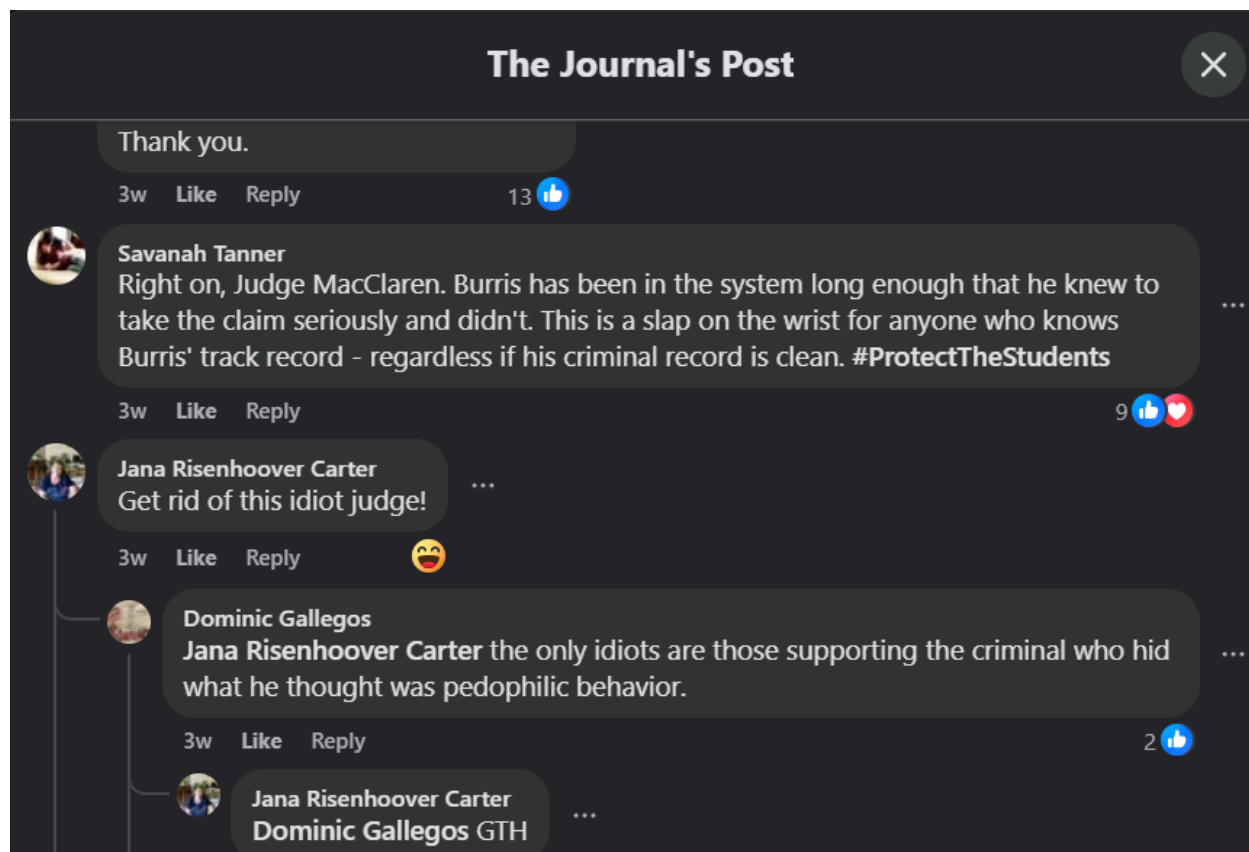 The Journal's Post
Thank you.
3w Like Reply 13
Savanah Tanner
Right on, Judge MacClaren. Burris has been in the system long enough that he knew to
take the claim seriously and didn't. This is a slap on the wrist for anyone who knows
Burris' track record - regardless if his criminal record is clean. #ProtectTheStudents
3w Like Reply 9
Jana Risenhoover Carter
Get rid of this idiot judge!
3w Like Reply
Dominic Gallegos
Jana Risenhoover Carter the only idiots are those supporting the criminal who hid
what he thought was pedophilic behavior.
3w Like Reply 2
Jana Risenhoover Carter
Dominic Gallegos GTH